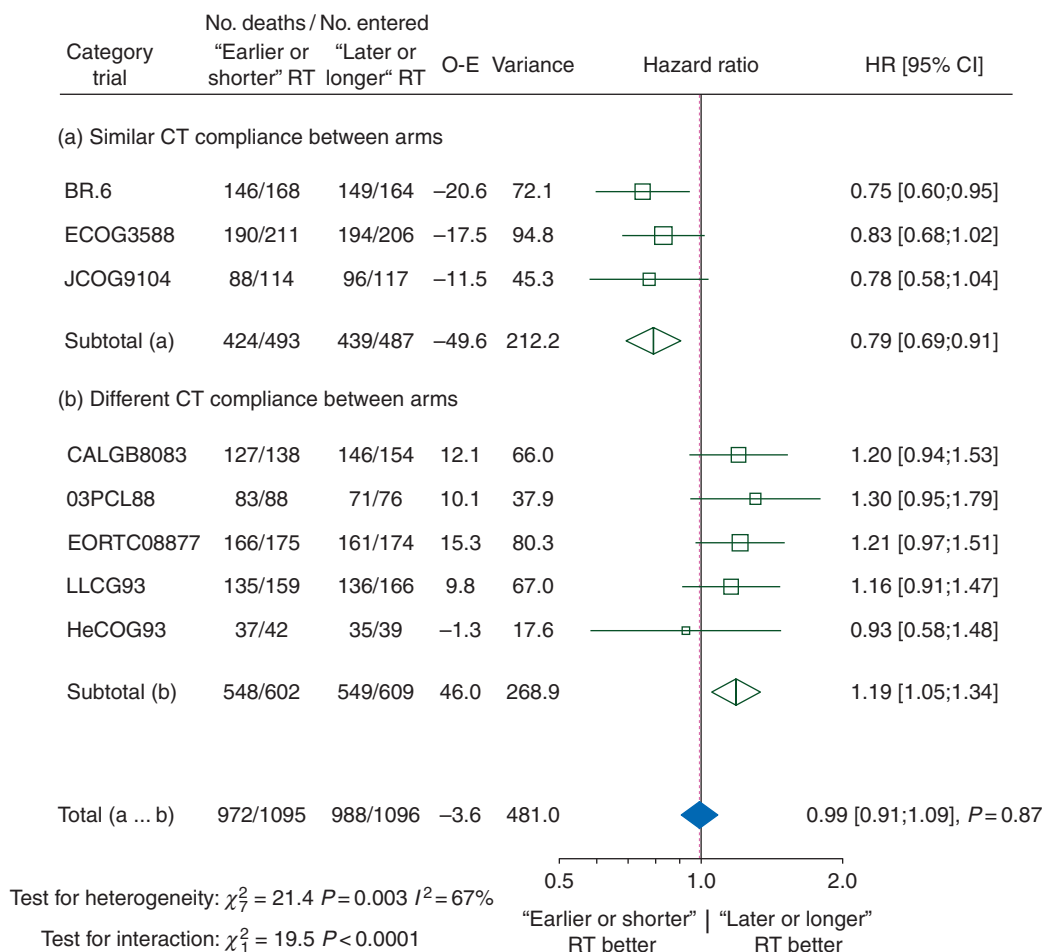 No. deaths / No. entered
Category trial “Earlier or shorter” RT “Later or longer“ RT O-E Variance Hazard ratio HR [95% CI]
(a) Similar CT compliance between arms
BR.6 146/168 149/164 –20.6 72.1 0.75 [0.60;0.95]
ECOG3588 190/211 194/206 –17.5 94.8 0.83 [0.68;1.02]
JCOG9104 88/114 96/117 –11.5 45.3 0.78 [0.58;1.04]
Subtotal (a) 424/493 439/487 –49.6 212.2 0.79 [0.69;0.91]
(b) Different CT compliance between arms
CALGB8083 127/138 146/154 12.1 66.0 1.20 [0.94;1.53]
03PCL88 83/88 71/76 10.1 37.9 1.30 [0.95;1.79]
EORTC08877 166/175 161/174 15.3 80.3 1.21 [0.97;1.51]
LLCG93 135/159 136/166 9.8 67.0 1.16 [0.91;1.47]
HeCOG93 37/42 35/39 –1.3 17.6 0.93 [0.58;1.48]
Subtotal (b) 548/602 549/609 46.0 268.9 1.19 [1.05;1.34]
Total (a ... b) 972/1095 988/1096 –3.6 481.0 0.99 [0.91;1.09], P = 0.87
0.5 1.0 2.0
Test for heterogeneity: χ²₇ = 21.4 P = 0.003 I² = 67%
Test for interaction: χ²₁ = 19.5 P < 0.0001
“Earlier or shorter” | “Later or longer”
RT better RT better